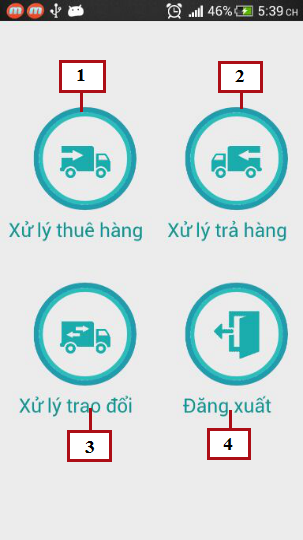 46% 5:39 CH
1 2
Xử lý thuê hàng Xử lý trả hàng
Xử lý trao đổi Đăng xuất
3 4